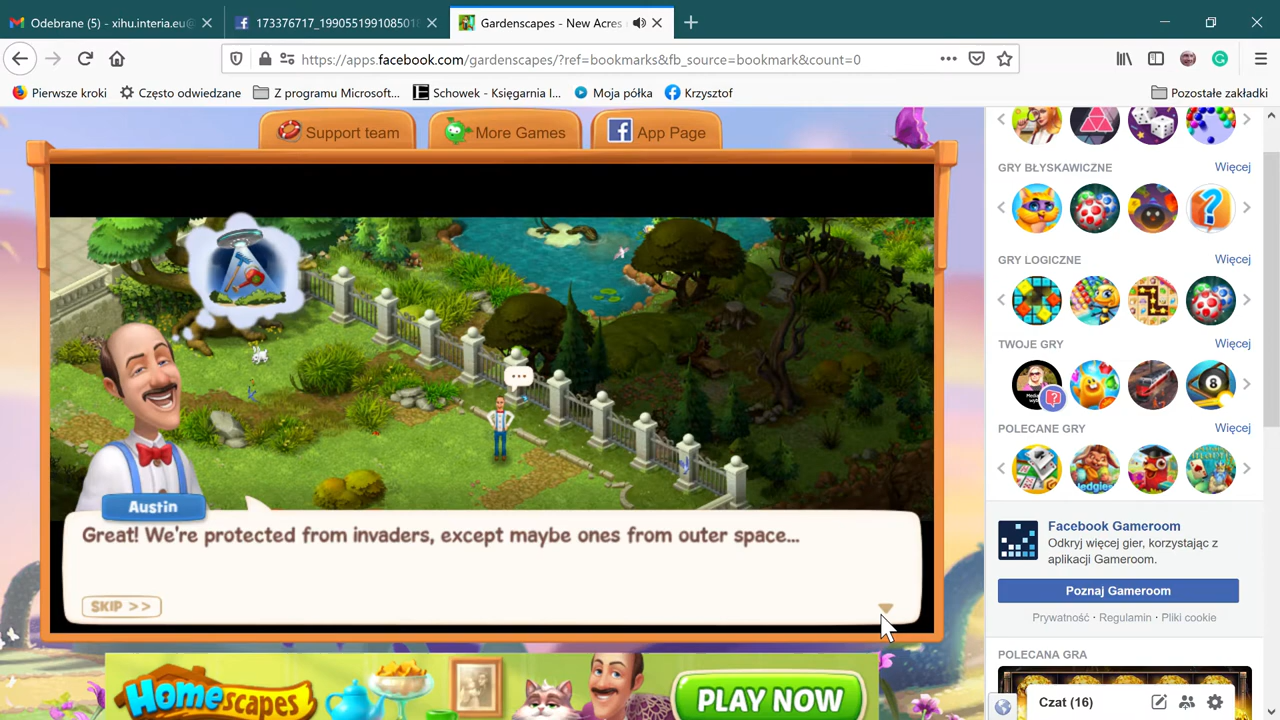 Odebrane (5) - xihu.interia.eu@
173376717_1990551991085018
Gardenscapes - New Acres
https://apps.facebook.com/gardenscapes/?ref=bookmarks&fb_source=bookmark&count=0
Pierwsze kroki
Często odwiedzane
Z programu Microsoft...
Schowek - Księgarnia I...
Moja półka
Krzysztof
Pozostałe zakładki
Support team
More Games
App Page
GRY BŁYSKAWICZNE
Więcej
GRY LOGICZNE
Więcej
TWOJE GRY
Więcej
POLECANE GRY
Więcej
Austin
Great! We're protected from invaders, except maybe ones from outer space...
SKIP >>
Facebook Gameroom
Odkryj więcej gier, korzystając z
aplikacji Gameroom.
Poznaj Gameroom
Prywatność · Regulamin · Pliki cookie
POLECANA GRA
Homescapes
PLAY NOW
Czat (16)